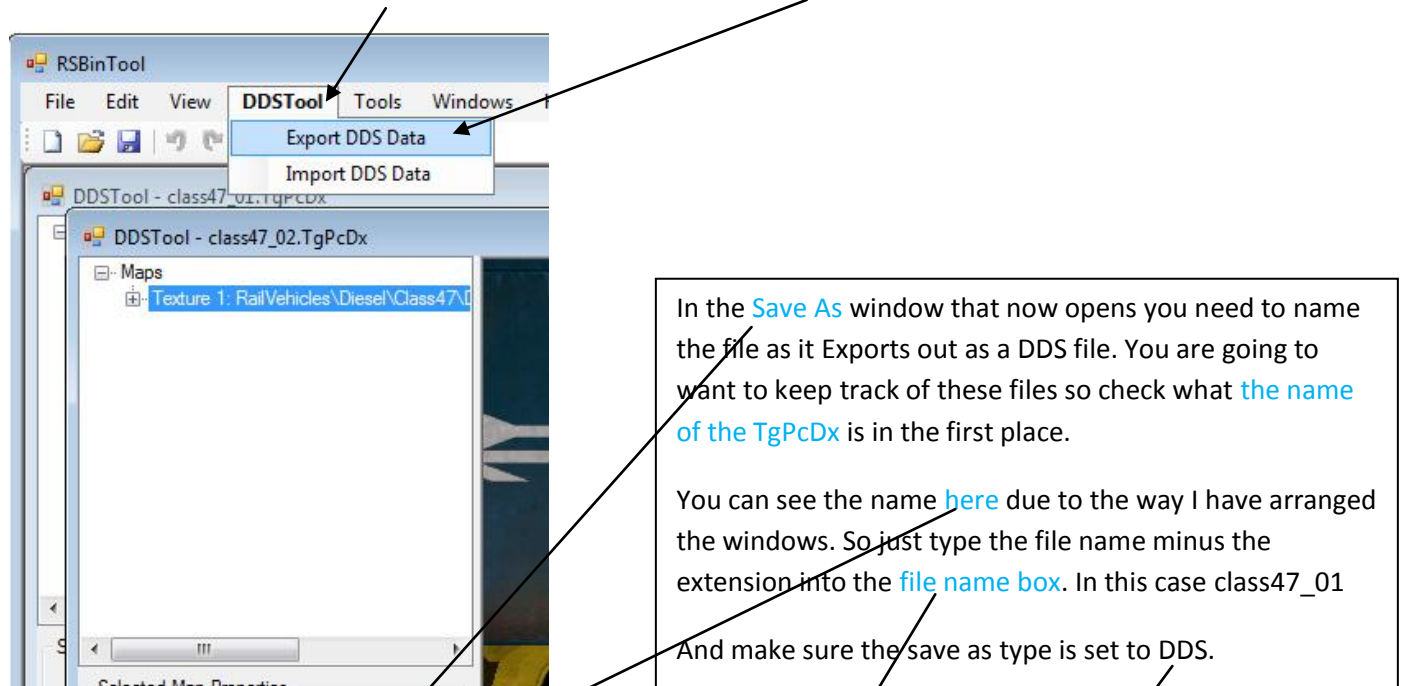 RSBinTool
File Edit View DDSTool Tools Windows
Export DDS Data
Import DDS Data
DDSTool - class47_01.TgPcDx
DDSTool - class47_02.TgPcDx
Maps
Texture 1: RailVehicles\Diesel\Class47\
In the Save As window that now opens you need to name
the file as it Exports out as a DDS file. You are going to
want to keep track of these files so check what the name
of the TgPcDx is in the first place.
You can see the name here due to the way I have arranged
the windows. So just type the file name minus the
extension into the file name box. In this case class47_01
And make sure the save as type is set to DDS.
Selected Map Properties